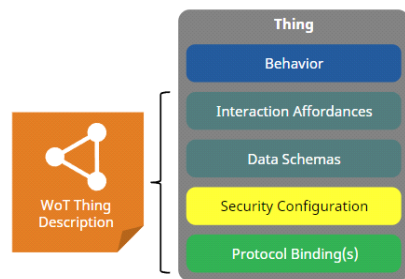 Thing
Behavior
Interaction Affordances
Data Schemas
WoT Thing
Description
Security Configuration
Protocol Binding(s)